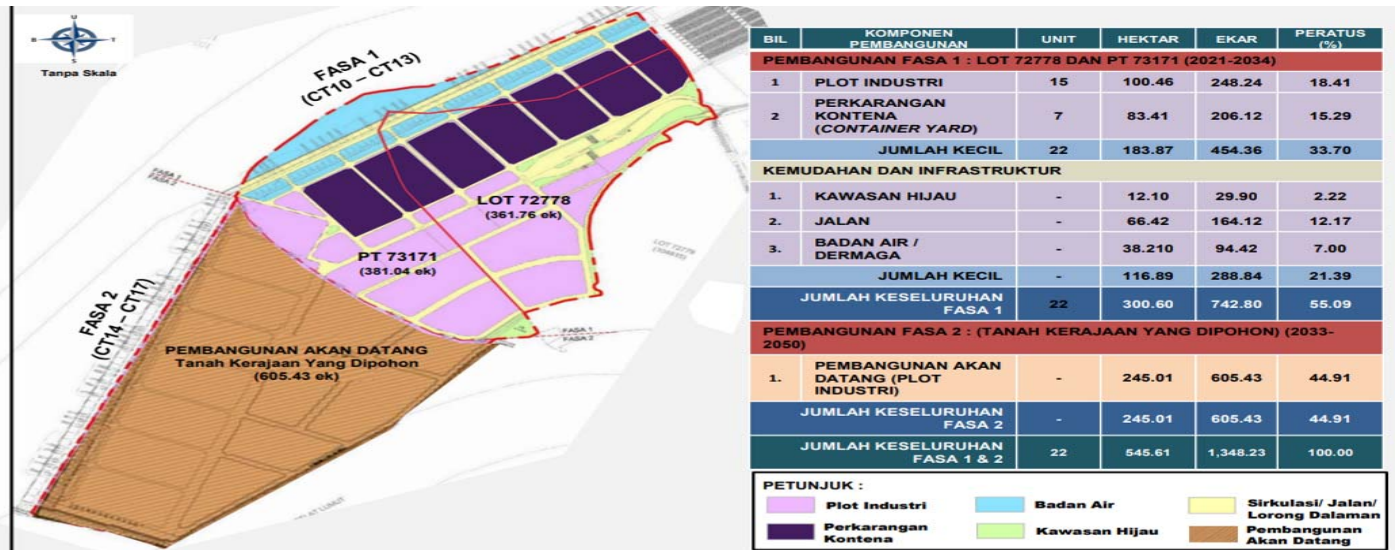 U
B T
S
Tanpa Skala
FASA 1
(CT10 – CT13)
FASA 1
FASA 2
LOT 72778
(361.76 ek)
PT 73171
(381.04 ek)
FASA 2
(CT14 – CT17)
FASA 1
FASA 2
PEMBANGUNAN AKAN DATANG
Tanah Kerajaan Yang Dipohon
(605.43 ek)
BIL KOMPONEN PEMBANGUNAN UNIT HEKTAR EKAR PERATUS (%)
PEMBANGUNAN FASA 1 : LOT 72778 DAN PT 73171 (2021-2034)
1 PLOT INDUSTRI 15 100.46 248.24 18.41
2 PERKARANGAN KONTENA (CONTAINER YARD) 7 83.41 206.12 15.29
JUMLAH KECIL 22 183.87 454.36 33.70
KEMUDAHAN DAN INFRASTRUKTUR
1. KAWASAN HIJAU - 12.10 29.90 2.22
2. JALAN - 66.42 164.12 12.17
3. BADAN AIR / DERMAGA - 38.210 94.42 7.00
JUMLAH KECIL - 116.89 288.84 21.39
JUMLAH KESELURUHAN FASA 1 22 300.60 742.80 55.09
PEMBANGUNAN FASA 2 : (TANAH KERAJAAN YANG DIPOHON) (2033-2050)
1. PEMBANGUNAN AKAN DATANG (PLOT INDUSTRI) - 245.01 605.43 44.91
JUMLAH KESELURUHAN FASA 2 - 245.01 605.43 44.91
JUMLAH KESELURUHAN FASA 1 & 2 22 545.61 1,348.23 100.00
PETUNJUK :
Plot Industri
Badan Air
Sirkulasi/ Jalan/
Lorong Dalaman
Perkarangan
Kontena
Kawasan Hijau
Pembangunan
Akan Datang